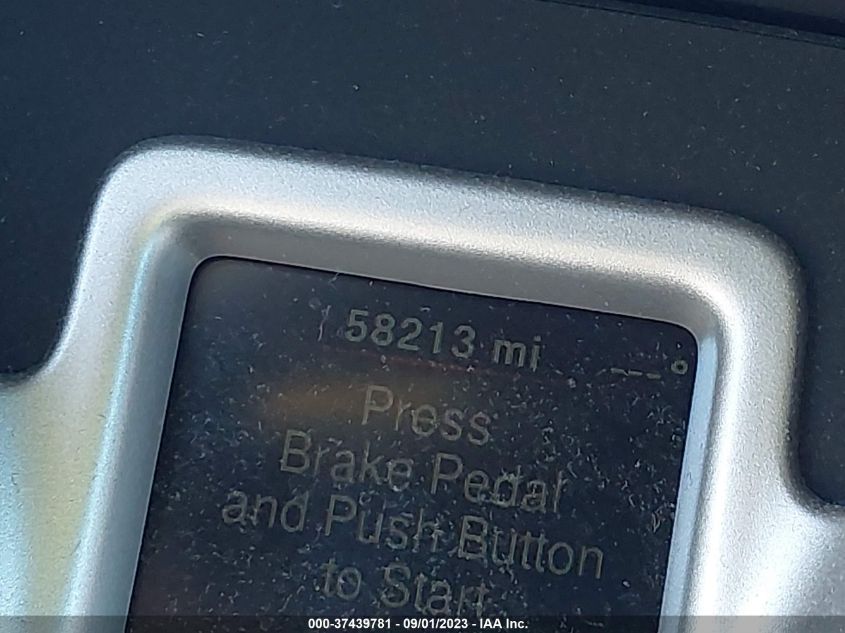 58213 mi ---°
Press
Brake Pedal
and Push Button
to Start
000-37439781 - 09/01/2023 - IAA Inc.